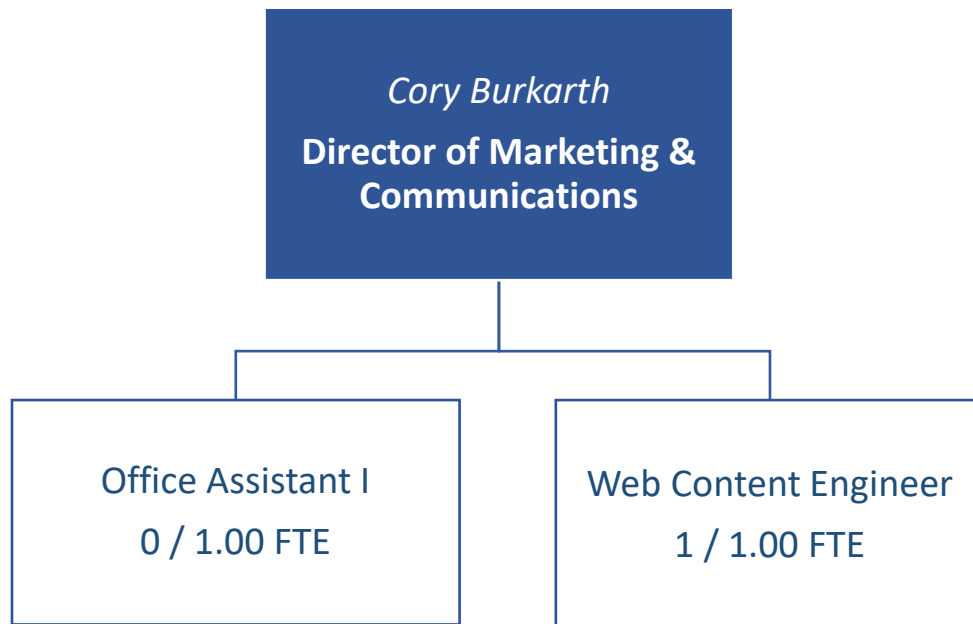 Cory Burkarth
Director of Marketing &
Communications
Office Assistant I
0 / 1.00 FTE
Web Content Engineer
1 / 1.00 FTE